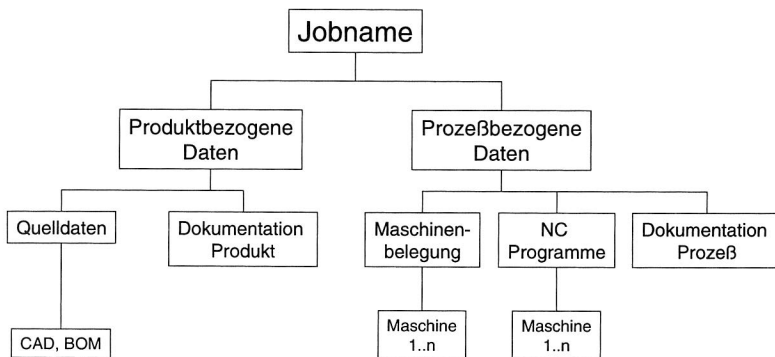 Jobname
Produktbezogene
Daten
Prozeßbezogene
Daten
Quelldaten
Dokumentation
Produkt
Maschinen-
belegung
NC
Programme
Dokumentation
Prozeß
CAD, BOM
Maschine
1..n
Maschine
1..n